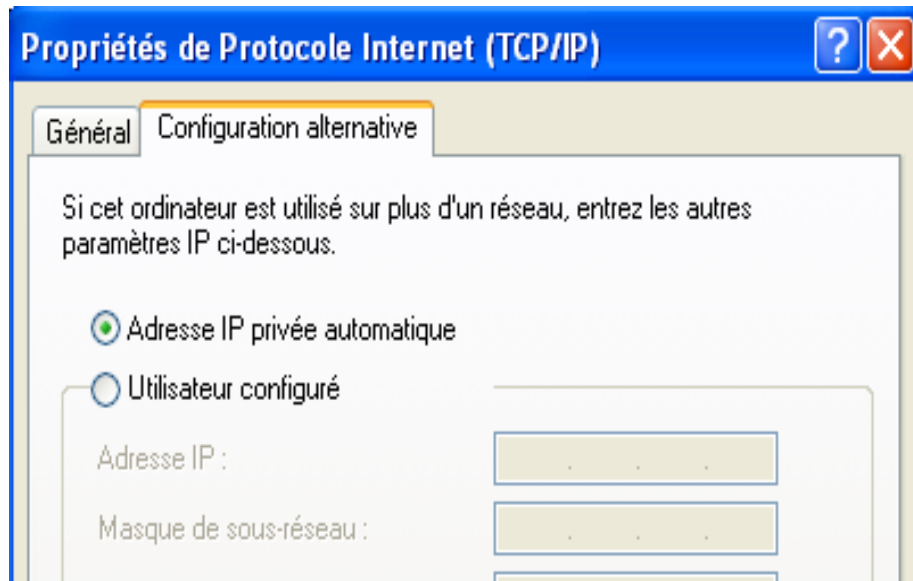 Propriétés de Protocole Internet (TCP/IP)
Général
Configuration alternative
Si cet ordinateur est utilisé sur plus d'un réseau, entrez les autres
paramètres IP ci-dessous.
Adresse IP privée automatique
Utilisateur configuré
Adresse IP :
Masque de sous-réseau :